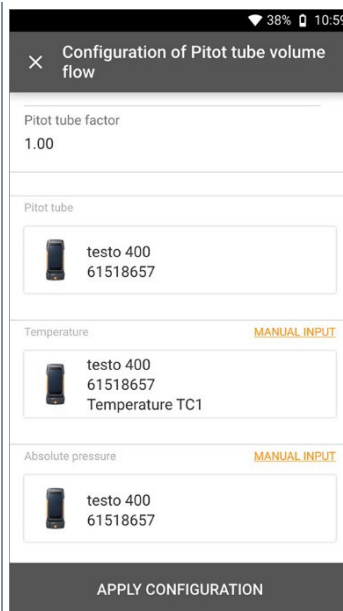 38% 10:59
Configuration of Pitot tube volume
flow
Pitot tube factor
1.00
Pitot tube
testo 400
61518657
Temperature MANUAL INPUT
testo 400
61518657
Temperature TC1
Absolute pressure MANUAL INPUT
testo 400
61518657
APPLY CONFIGURATION